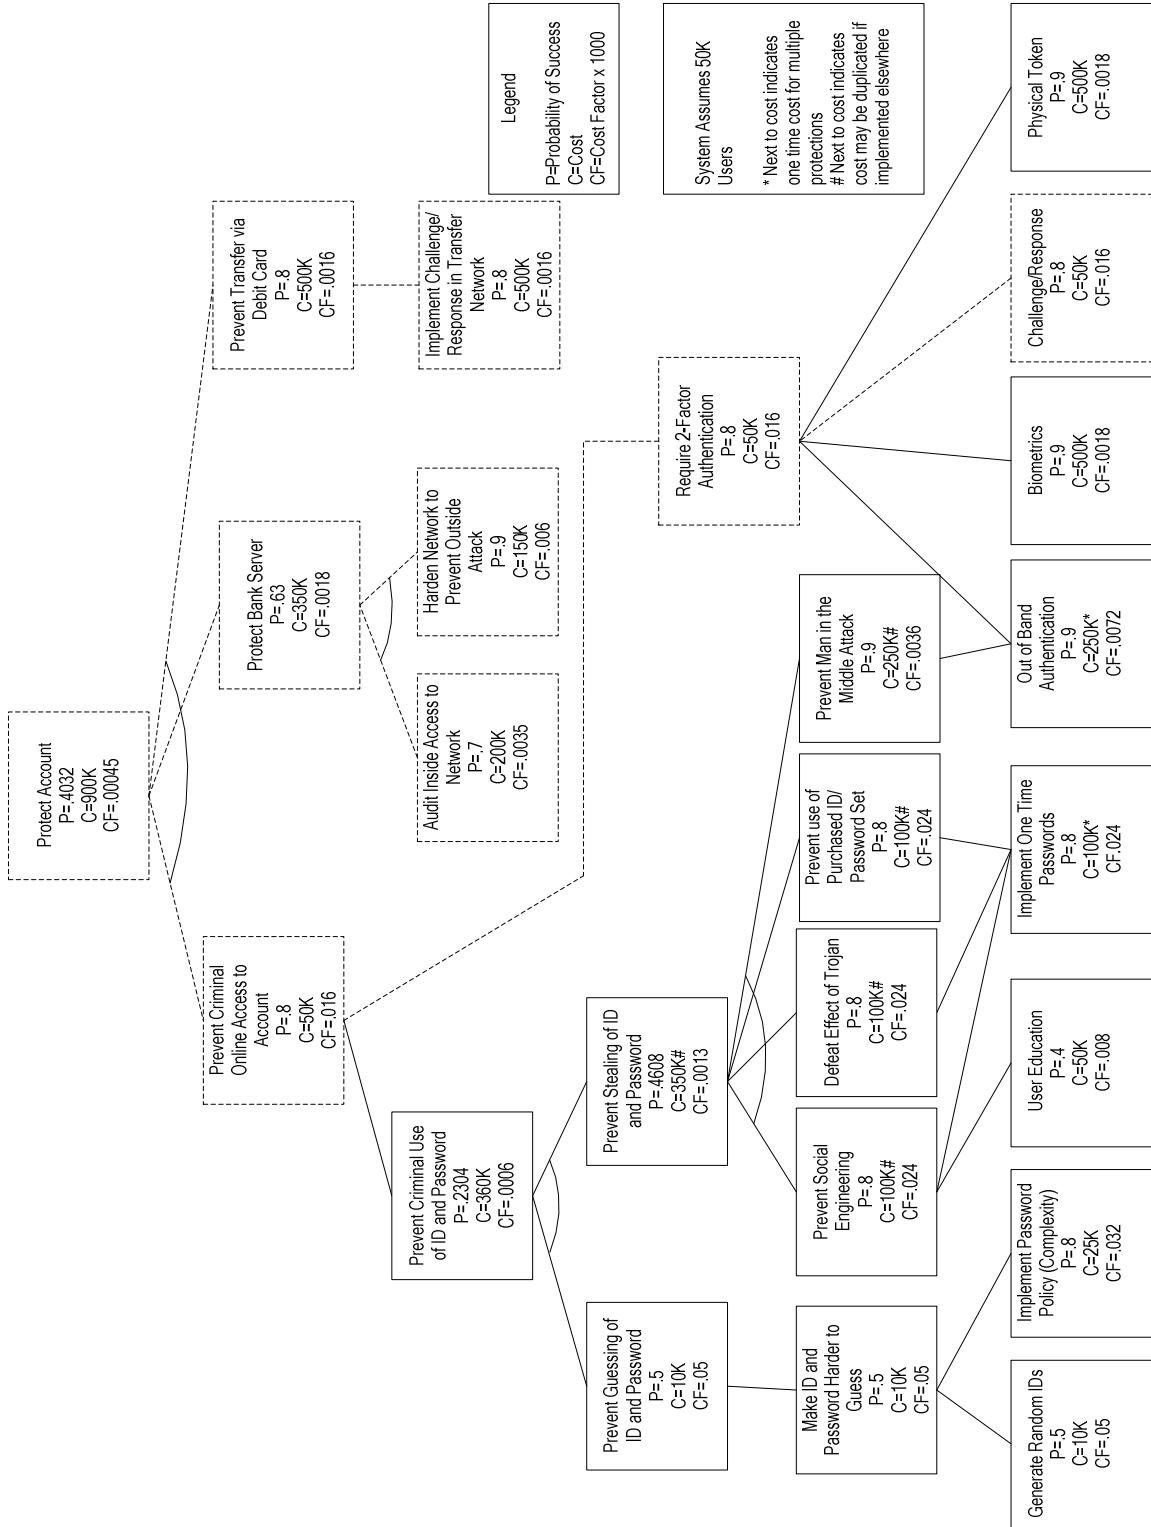 Protect Account
P=.4032
C=900K
CF=.00045
Prevent Criminal
Online Access to
Account
P=.8
C=50K
CF=.016
Protect Bank Server
P=.63
C=350K
CF=.0018
Prevent Transfer via
Debit Card
P=.8
C=500K
CF=.0016
Audit Inside Access to
Network
P=,7
C=200K
CF=.0035
Harden Network to
Prevent Outside
Attack
P=.9
C=150K
CF=.006
Implement Challenge/
Response in Transfer
Network
P=.8
C=500K
CF=.0016
Legend
P=Probability of Success
C=Cost
CF=Cost Factor x 1000
Prevent Criminal Use
of ID and Password
P=.2304
C=360K
CF=.0006
Prevent Guessing of
ID and Password
P=.5
C=10K
CF=.05
Prevent Stealing of ID
and Password
P=.4608
C=350K#
CF=.0013
Require 2-Factor
Authentication
P=.8
C=50K
CF=.016
System Assumes 50K
Users
* Next to cost indicates
one time cost for multiple
protections
# Next to cost indicates
cost may be duplicated if
implemented elsewhere
Make ID and
Password Harder to
Guess
P=.5
C=10K
CF=.05
Prevent Social
Engineering
P=.8
C=100K#
CF=.024
Defeat Effect of Trojan
P=.8
C=100K#
CF=.024
Prevent use of
Purchased ID/
Password Set
P=.8
C=100K#
CF=.024
Prevent Man in the
Middle Attack
P=.9
C=250K#
CF=.0036
Generate Random IDs
P=.5
C=10K
CF=.05
Implement Password
Policy (Complexity)
P=.8
C=25K
CF=.032
User Education
P=.4
C=50K
CF=.008
Implement One Time
Passwords
P=.8
C=100K*
CF.024
Out of Band
Authentication
P=.9
C=250K*
CF=.0072
Biometrics
P=.9
C=500K
CF=.0018
Challenge/Response
P=.8
C=50K
CF=.016
Physical Token
P=.9
C=500K
CF=.0018